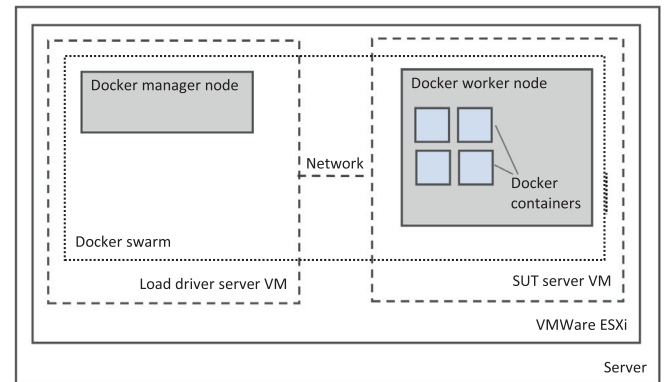 Docker manager node
Docker worker node
Network
Docker
containers
Docker swarm
Load driver server VM
SUT server VM
VMWare ESXi
Server